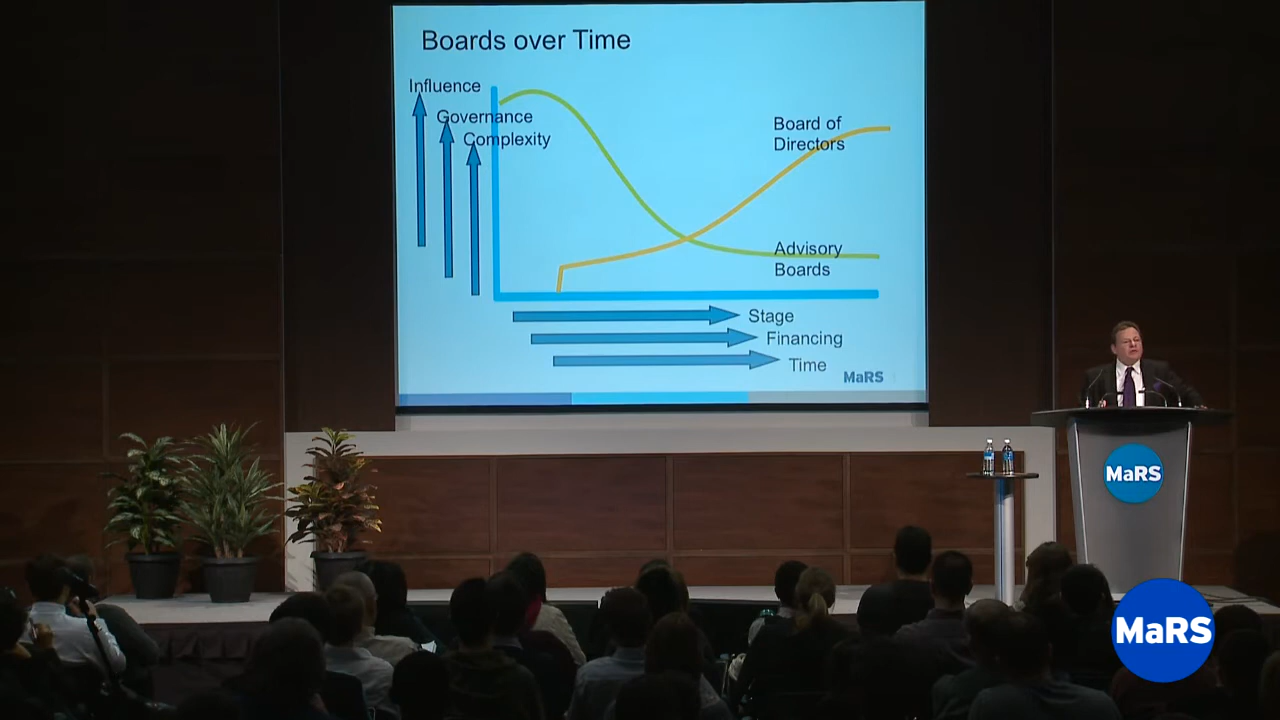 Boards over Time
Influence
Governance
Complexity
Board of
Directors
Advisory
Boards
Stage
Financing
Time
MaRS
MaRS
MaRS